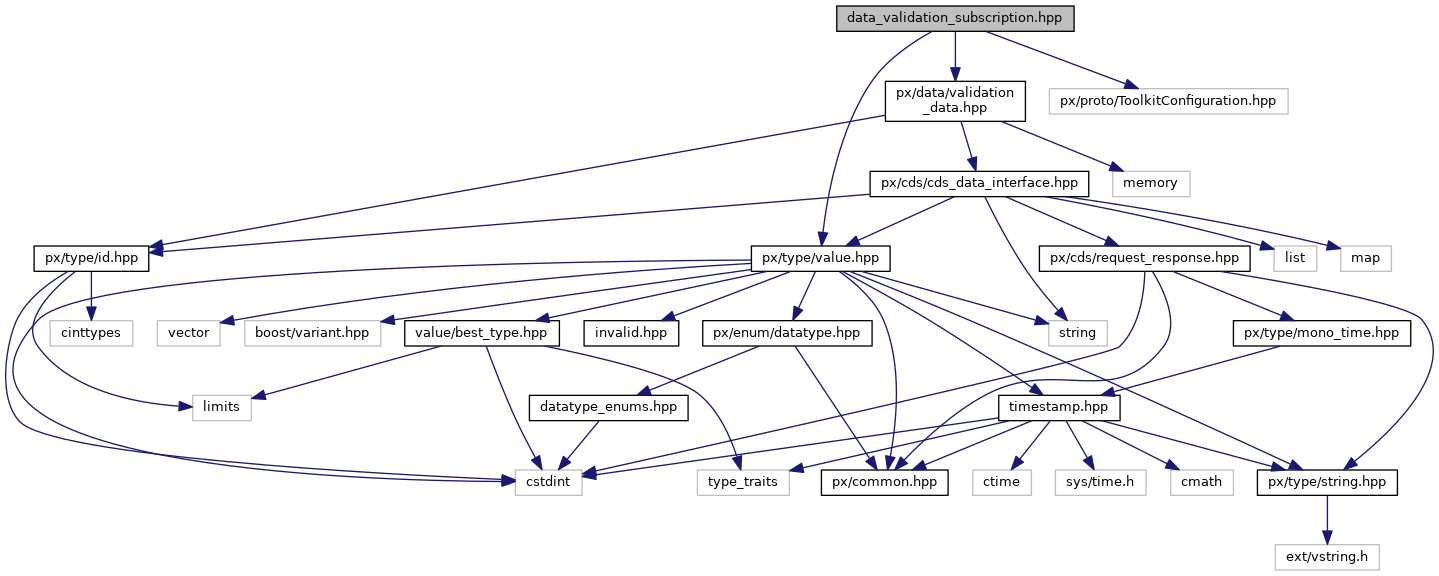 data_validation_subscription.hpp
px/data/validation
_data.hpp
px/proto/ToolkitConfiguration.hpp
px/cds/cds_data_interface.hpp
memory
px/type/id.hpp
px/type/value.hpp
px/cds/request_response.hpp
list
map
cinttypes
vector
boost/variant.hpp
value/best_type.hpp
invalid.hpp
px/enum/datatype.hpp
string
px/type/mono_time.hpp
limits
datatype_enums.hpp
timestamp.hpp
cstdint
type_traits
px/common.hpp
ctime
sys/time.h
cmath
px/type/string.hpp
ext/vstring.h